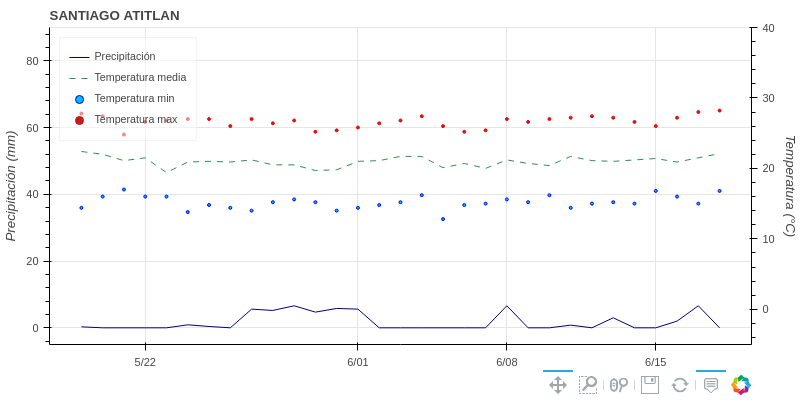 SANTIAGO ATITLAN
Precipitación
Temperatura media
Temperatura min
Temperatura max
Precipitación (mm)
80
60
40
20
0
Temperatura (°C)
40
30
20
10
0
5/22
6/01
6/08
6/15